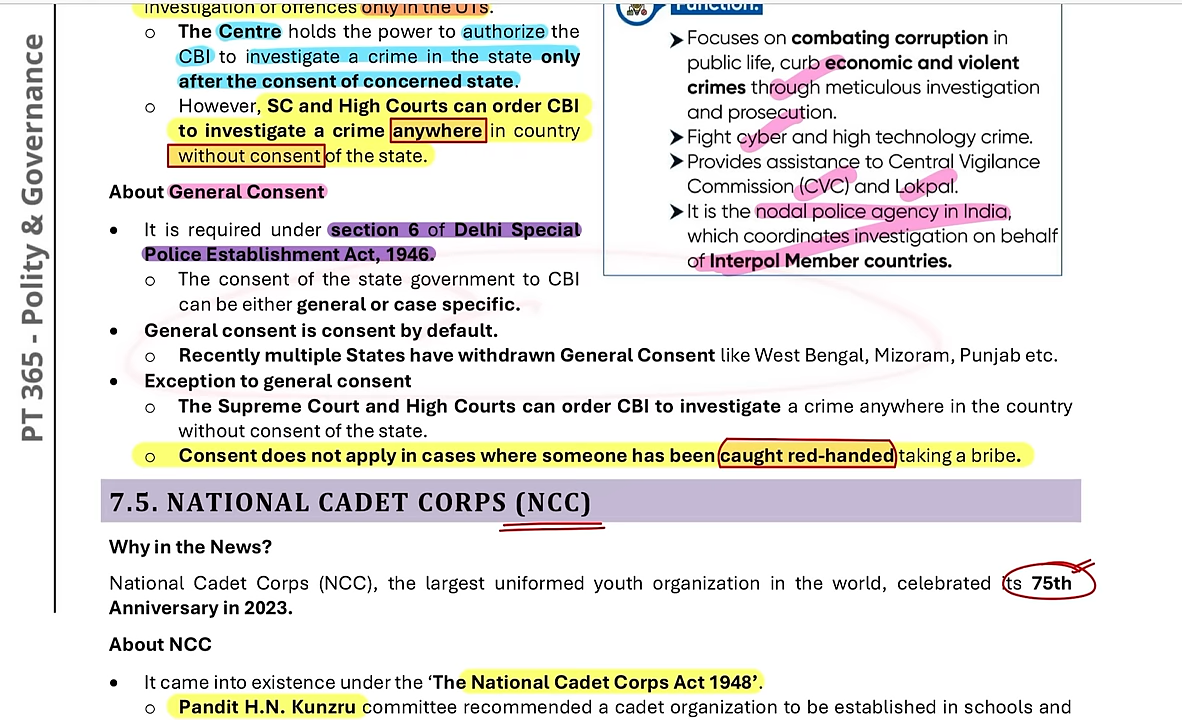 PT 365 - Polity & Governance
investigation of offences only in the UTs.
o The Centre holds the power to authorize the
CBI to investigate a crime in the state only
after the consent of concerned state.
o However, SC and High Courts can order CBI
to investigate a crime anywhere in country
without consent of the state.
About General Consent
• It is required under section 6 of Delhi Special
Police Establishment Act, 1946.
o The consent of the state government to CBI
can be either general or case specific.
Function:
➤Focuses on combating corruption in
public life, curb economic and violent
crimes through meticulous investigation
and prosecution.
➤Fight cyber and high technology crime.
➤Provides assistance to Central Vigilance
Commission (CVC) and Lokpal.
➤It is the nodal police agency in India,
which coordinates investigation on behalf
of Interpol Member countries.
• General consent is consent by default.
o Recently multiple States have withdrawn General Consent like West Bengal, Mizoram, Punjab etc.
• Exception to general consent
o The Supreme Court and High Courts can order CBI to investigate a crime anywhere in the country
without consent of the state.
o Consent does not apply in cases where someone has been caught red-handed taking a bribe.
7.5. NATIONAL CADET CORPS (NCC)
Why in the News?
National Cadet Corps (NCC), the largest uniformed youth organization in the world, celebrated its 75th
Anniversary in 2023.
About NCC
• It came into existence under the ‘The National Cadet Corps Act 1948’.
o Pandit H.N. Kunzru committee recommended a cadet organization to be established in schools and